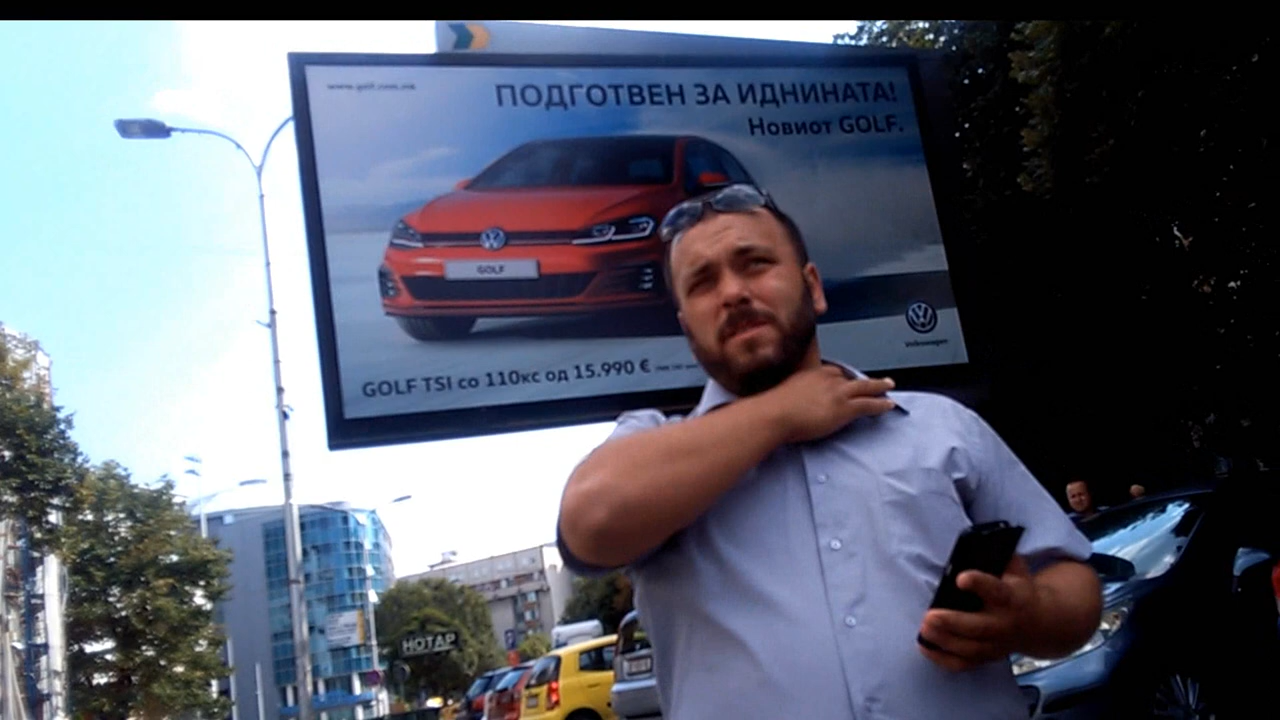 www.golf.com.mk
ПОДГОТВЕН ЗА ИДНИНАТА!
Новиот GOLF.
GOLF
Volkswagen
GOLF TSI со 110кс од 15.990 €
НОТАР